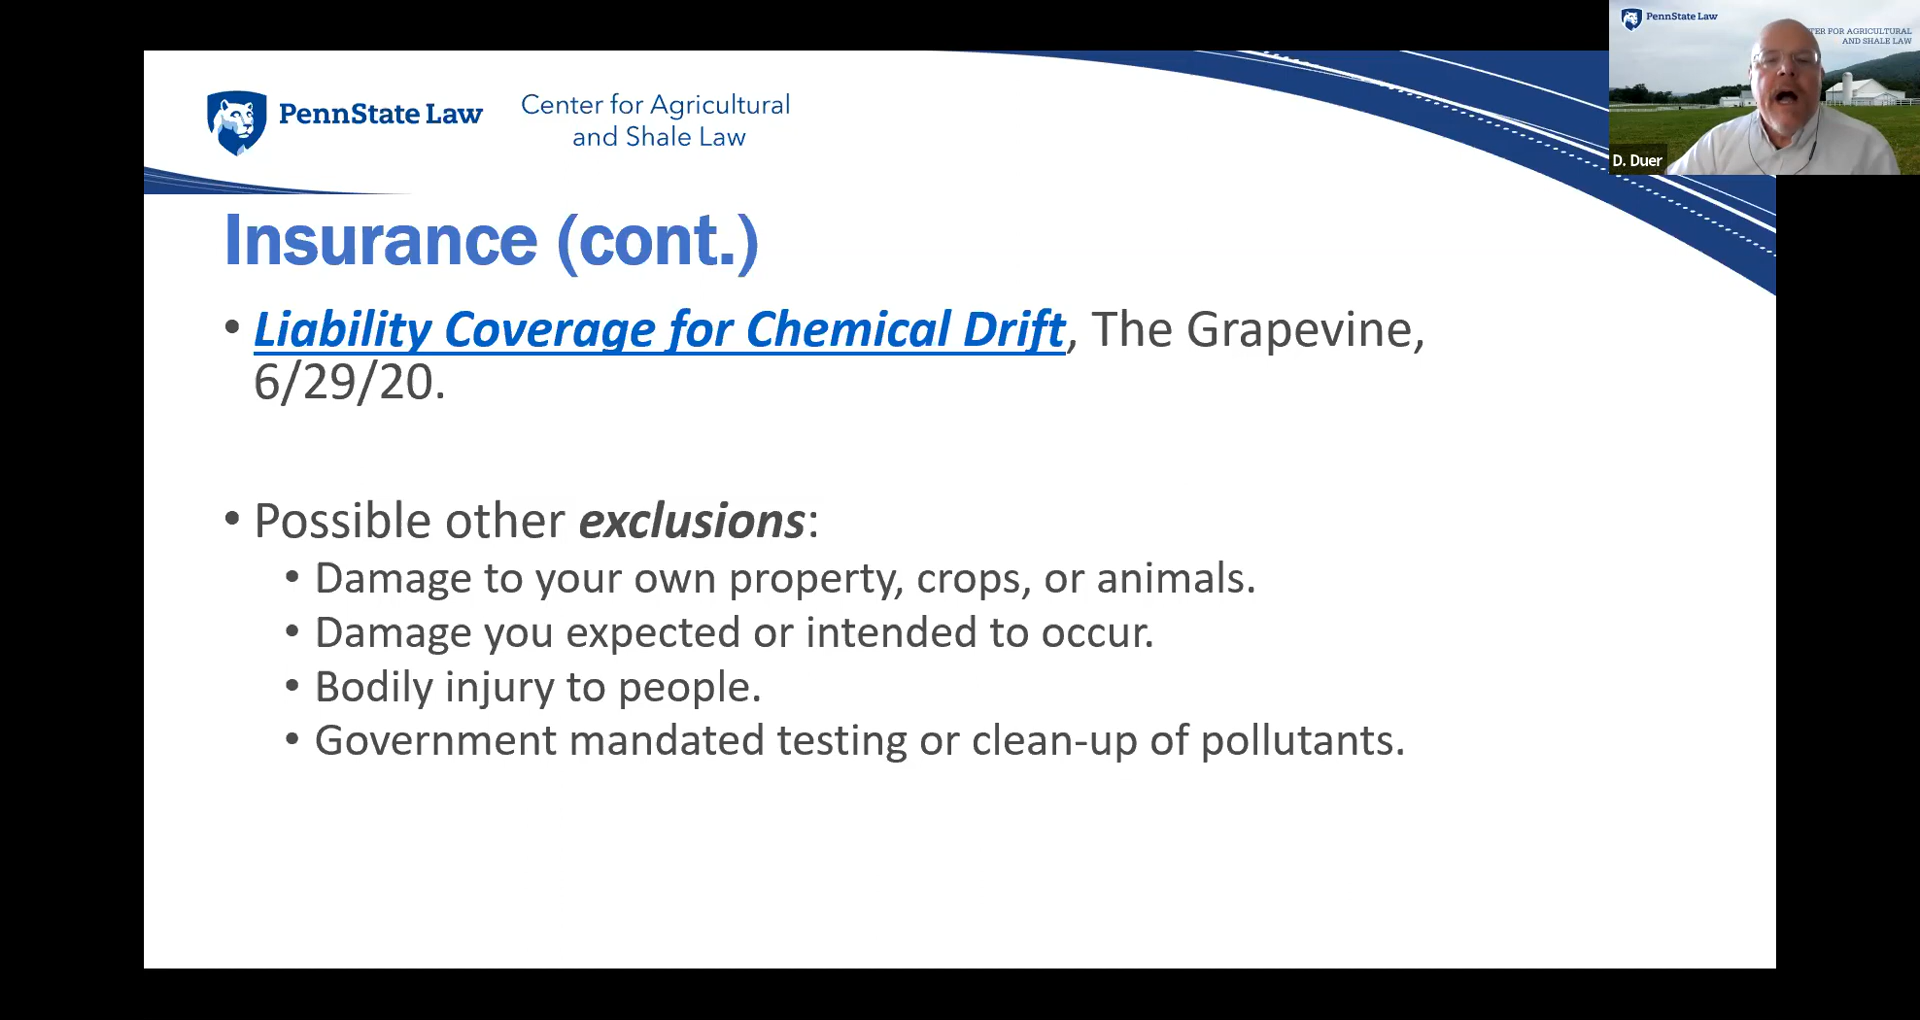 PennState Law
Center for Agricultural
and Shale Law
PennState Law
TER FOR AGRICULTURAL
AND SHALE LAW
D. Duer
Insurance (cont.)
• Liability Coverage for Chemical Drift, The Grapevine,
6/29/20.
• Possible other exclusions:
• Damage to your own property, crops, or animals.
• Damage you expected or intended to occur.
• Bodily injury to people.
• Government mandated testing or clean-up of pollutants.